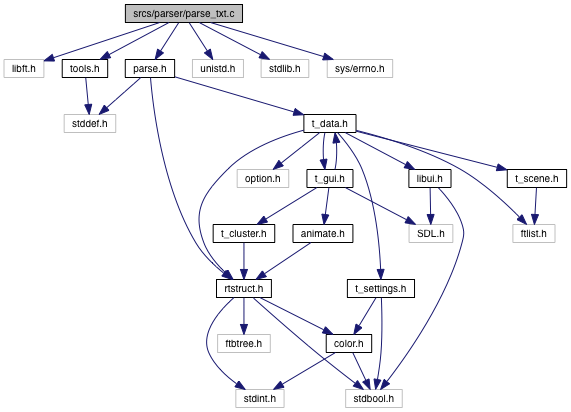 srcs/parser/parse_txt.c
libft.h
tools.h
parse.h
unistd.h
stdlib.h
sys/errno.h
stddef.h
t_data.h
option.h
t_gui.h
libui.h
t_scene.h
t_cluster.h
animate.h
SDL.h
ftlist.h
rtstruct.h
t_settings.h
ftbtree.h
color.h
stdint.h
stdbool.h